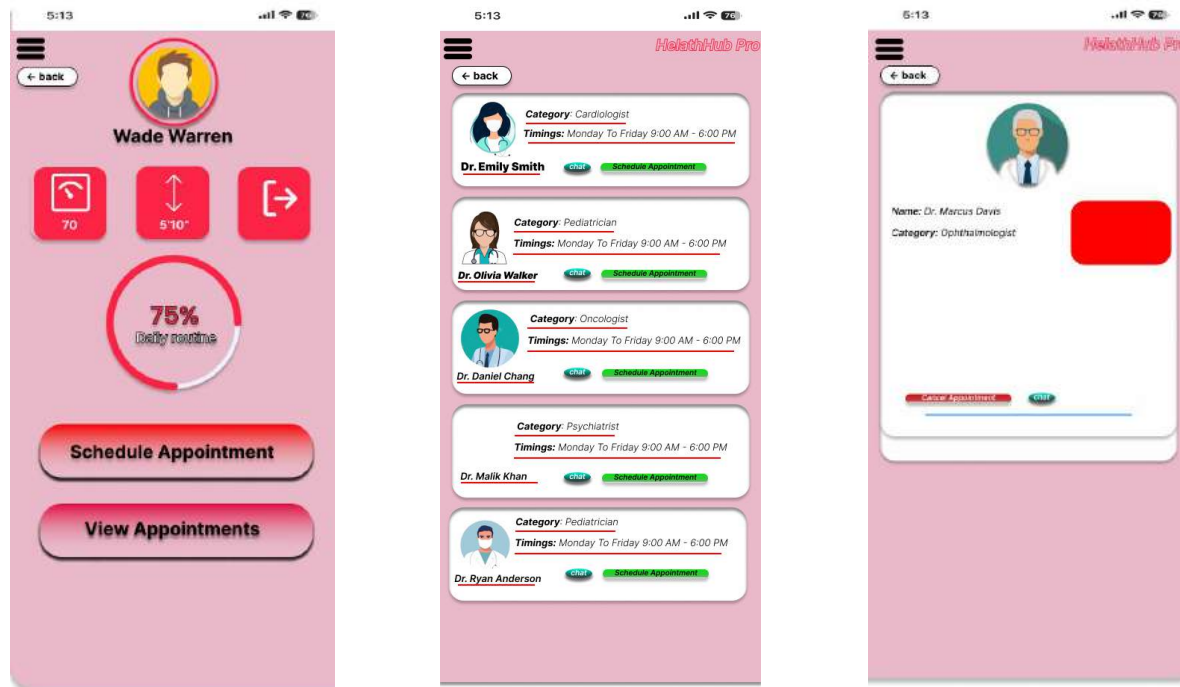 5:13
76
← back
Wade Warren
70
5'10"
75%
Daily routine
Schedule Appointment
View Appointments
5:13
76
HelathHub Pro
← back
Category: Cardiologist
Timings: Monday To Friday 9:00 AM - 6:00 PM
Dr. Emily Smith
chat
Schedule Appointment
Category: Pediatrician
Timings: Monday To Friday 9:00 AM - 6:00 PM
Dr. Olivia Walker
chat
Schedule Appointment
Category: Oncologist
Timings: Monday To Friday 9:00 AM - 6:00 PM
Dr. Daniel Chang
chat
Schedule Appointment
Category: Psychiatrist
Timings: Monday To Friday 9:00 AM - 6:00 PM
Dr. Malik Khan
chat
Schedule Appointment
Category: Pediatrician
Timings: Monday To Friday 9:00 AM - 6:00 PM
Dr. Ryan Anderson
chat
Schedule Appointment
5:13
76
HelathHub Pr
← back
Name: Dr. Marcus Davis
Category: Ophthalmologist
Cancel Appointment
chat